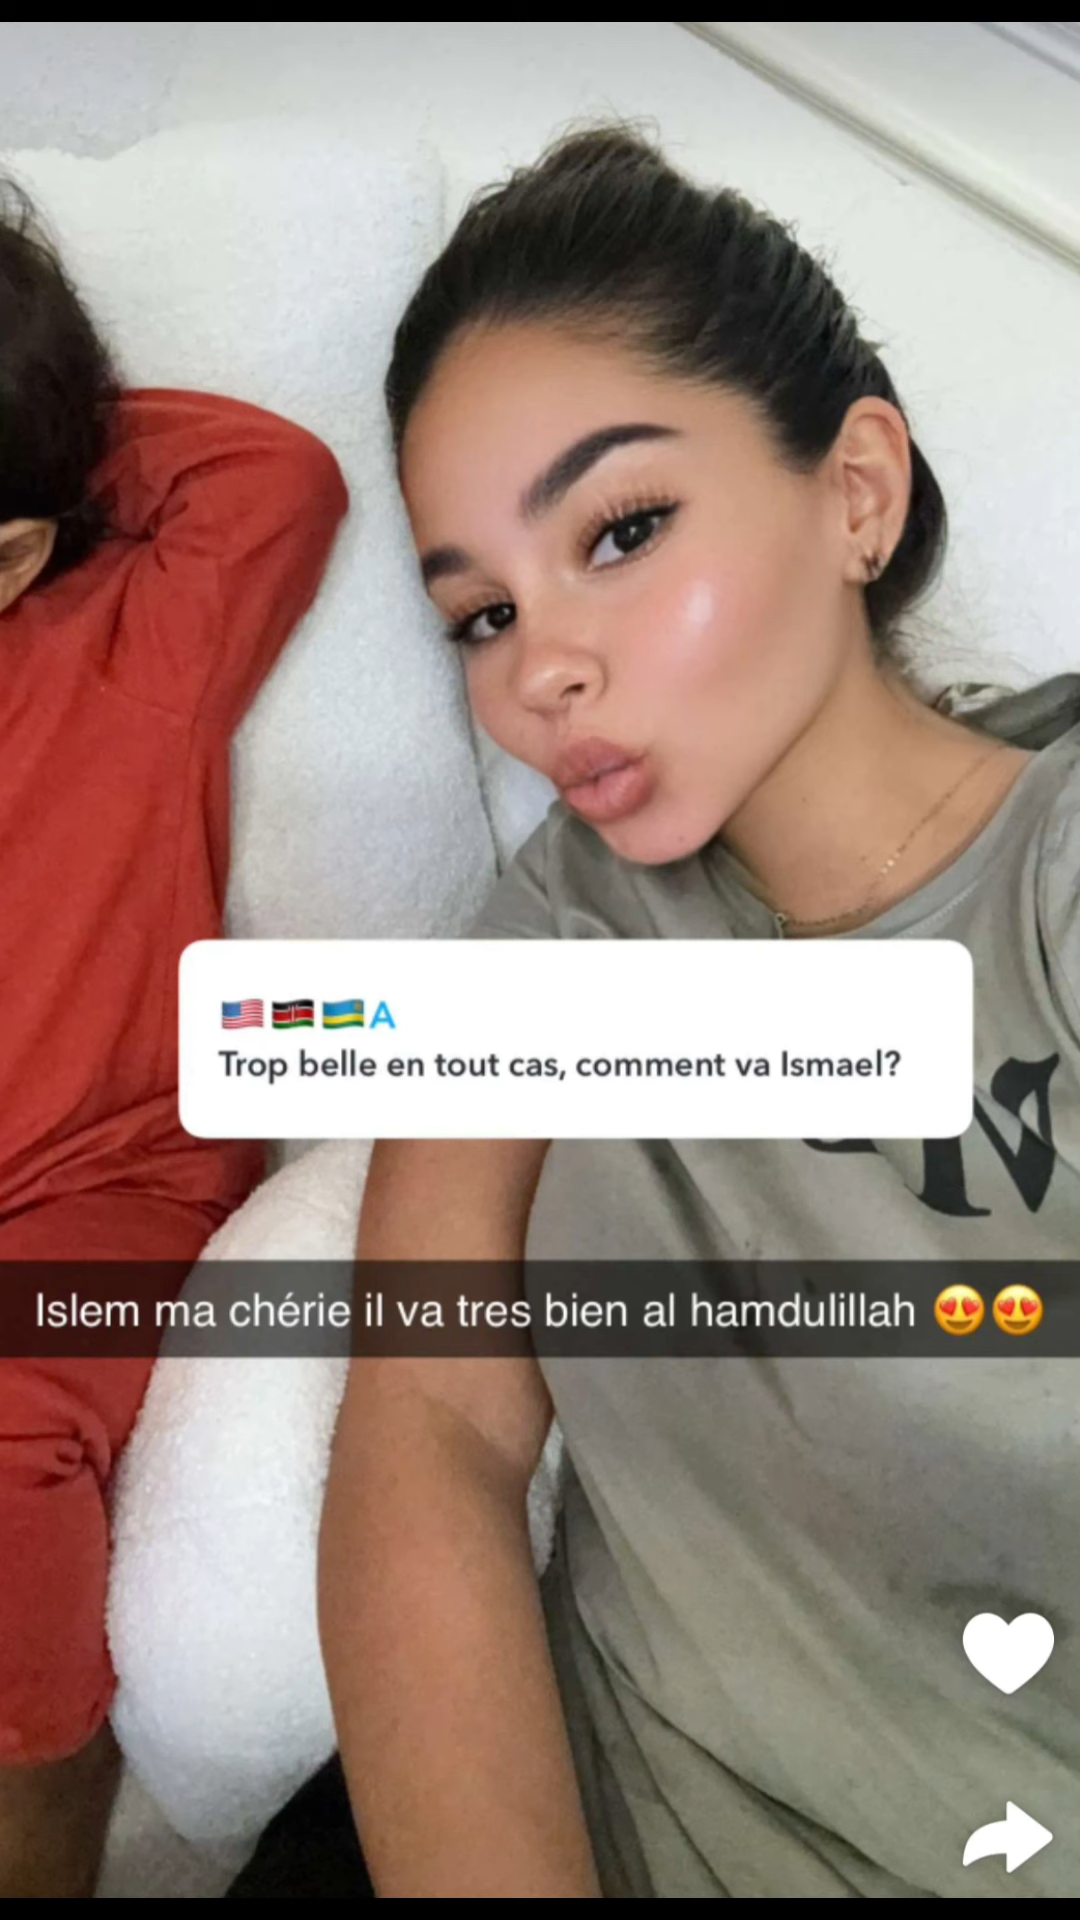 🇺🇸🇰🇪🇷🇼A
Trop belle en tout cas, comment va Ismael?
Islem ma chérie il va tres bien al hamdulillah 😍😍